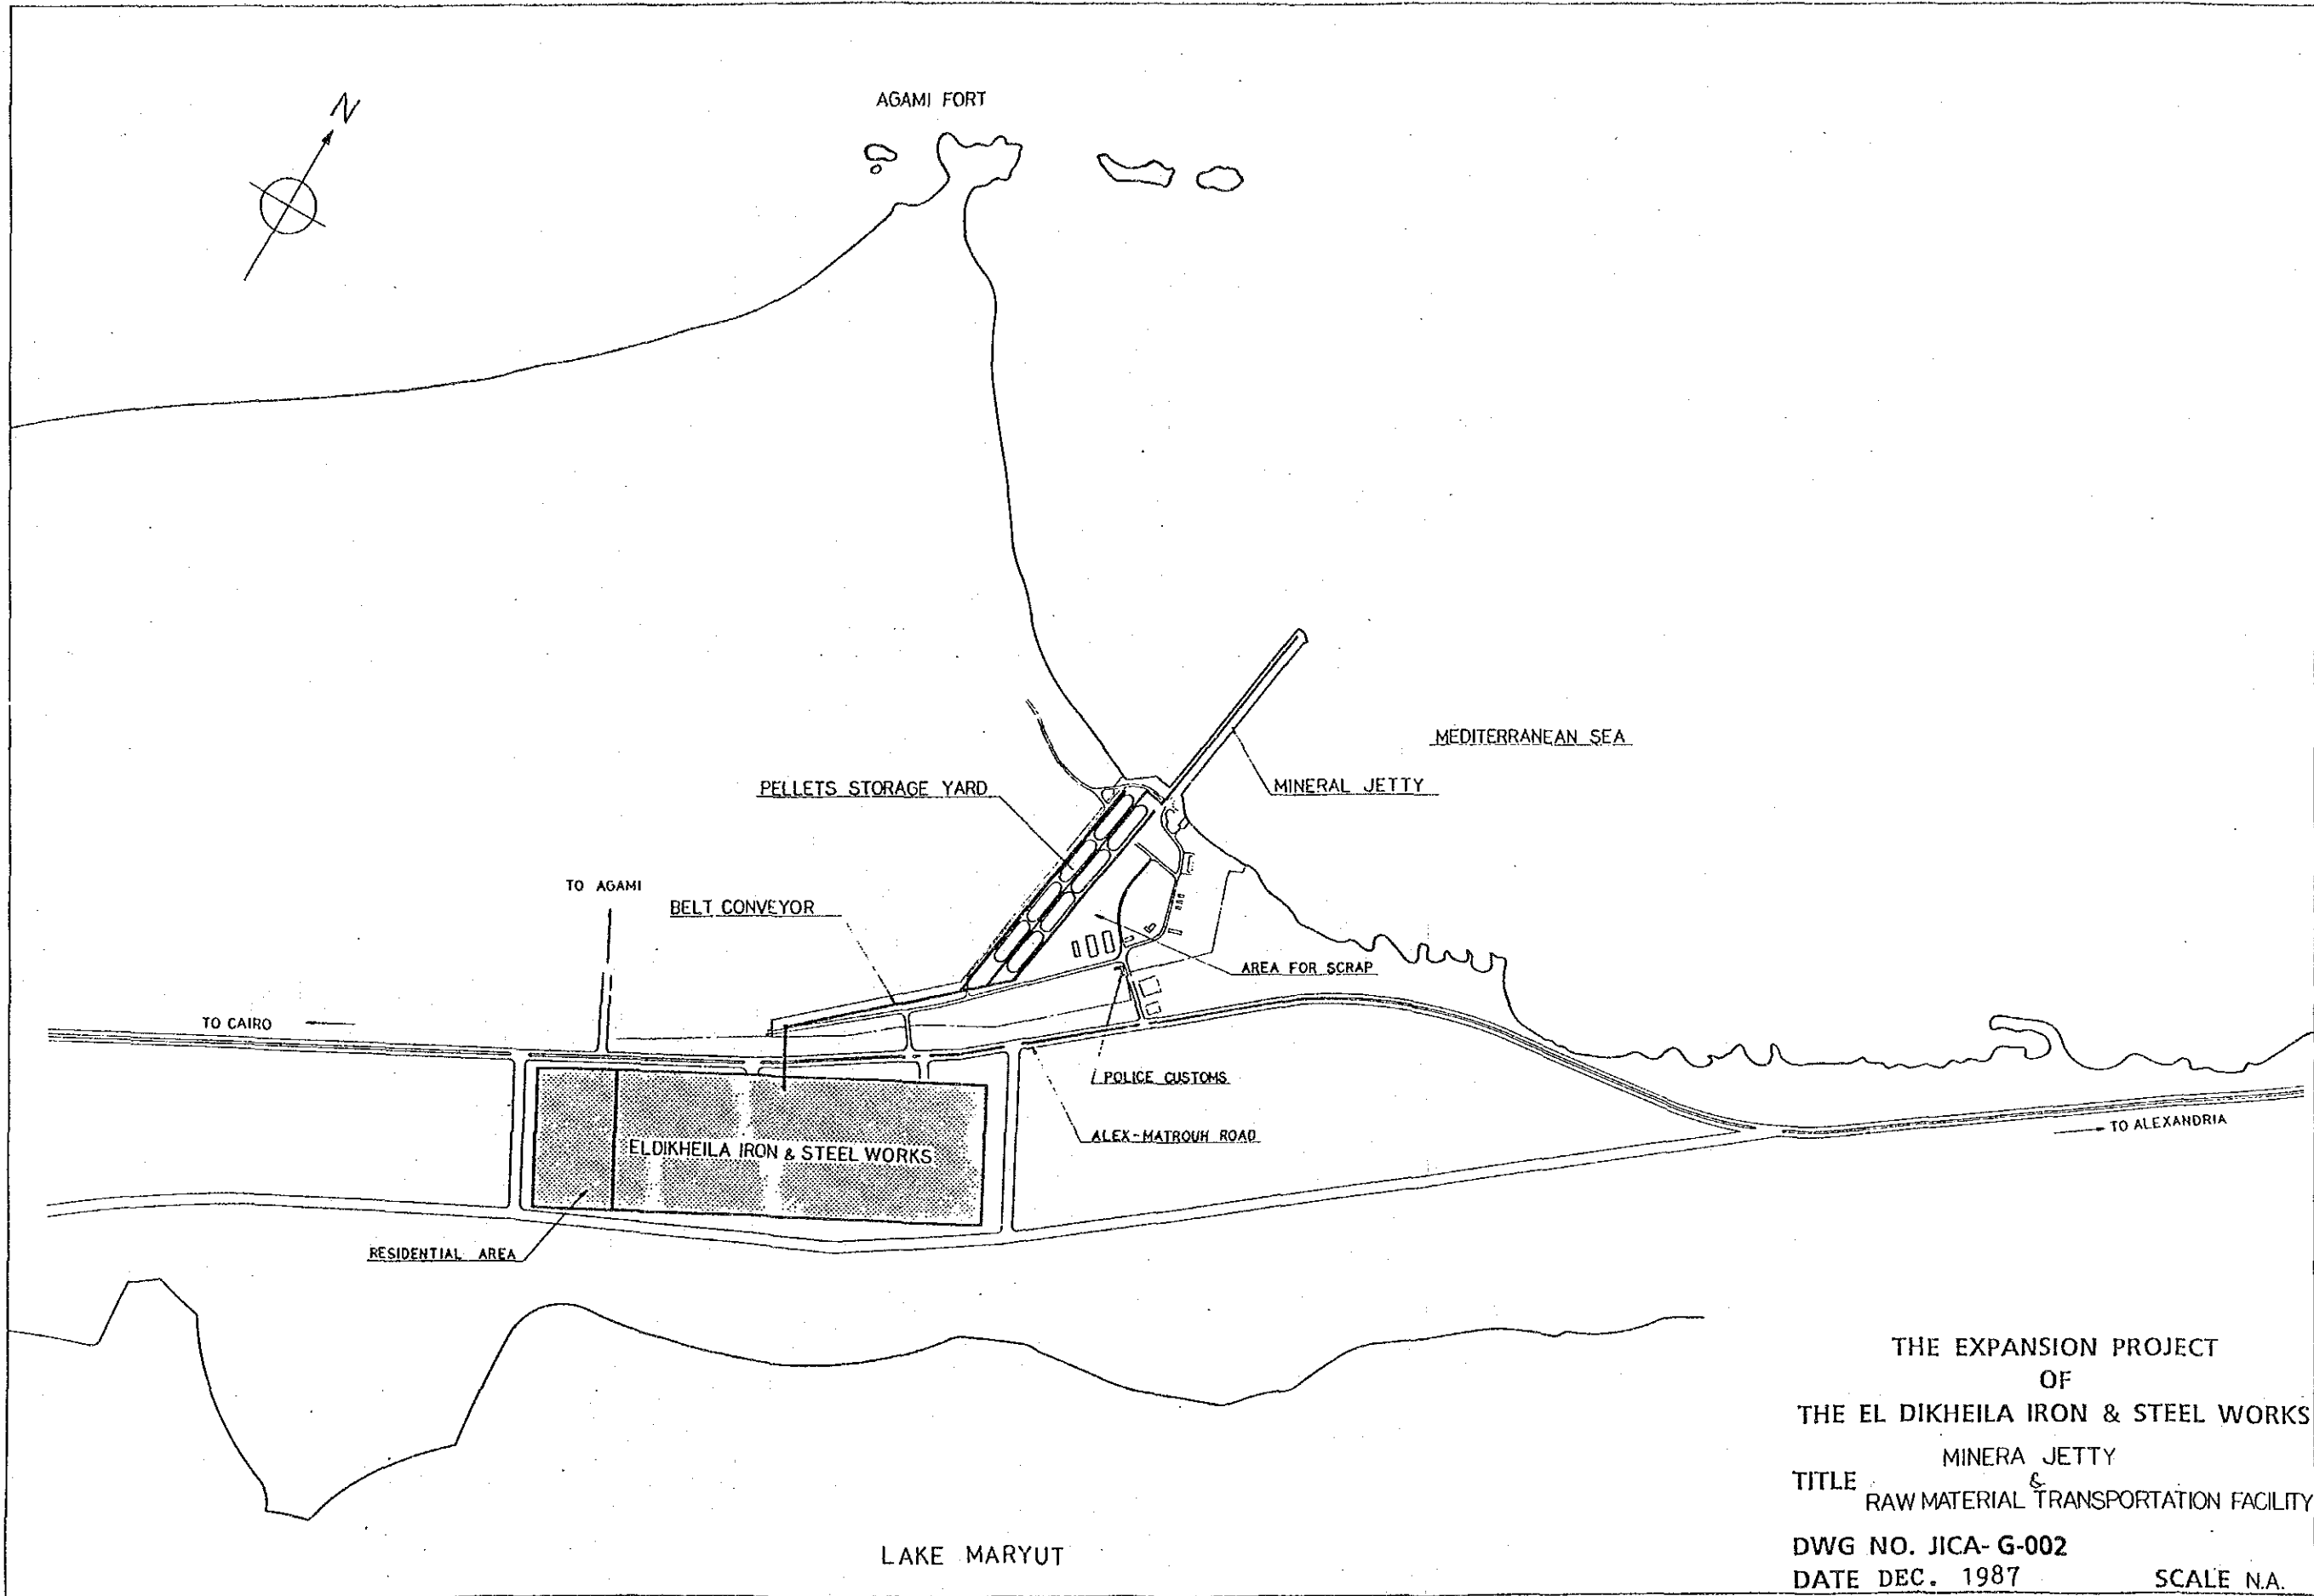 N
AGAMI FORT
MEDITERRANEAN SEA
PELLETS STORAGE YARD
MINERAL JETTY
TO AGAMI
BELT CONVEYOR
AREA FOR SCRAP
TO CAIRO
POLICE CUSTOMS
ALEX-MATROUH ROAD
TO ALEXANDRIA
ELDIKHEILA IRON & STEEL WORKS
RESIDENTIAL AREA
LAKE MARYUT
THE EXPANSION PROJECT
OF
THE EL DIKHEILA IRON & STEEL WORKS
MINERA JETTY
TITLE &
RAW MATERIAL TRANSPORTATION FACILITY
DWG NO. JICA-G-002
DATE DEC. 1987 SCALE N.A.